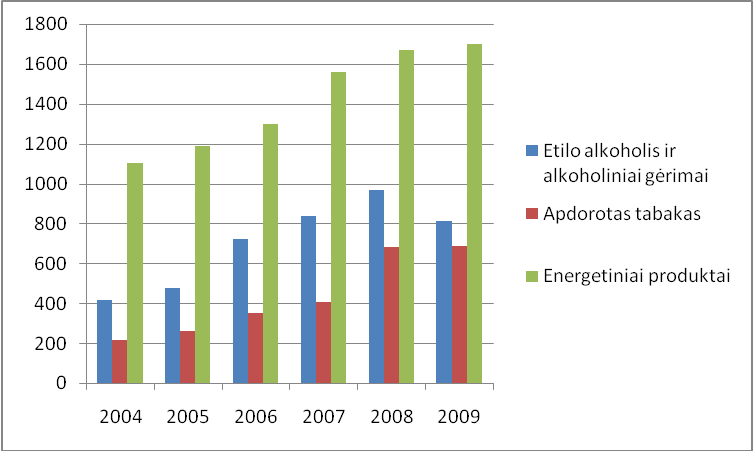 1800
1600
1400
1200
1000
800
600
400
200
0
2004 2005 2006 2007 2008 2009
Etilo alkoholis ir
alkoholiniai gėrimai
Apdorotas tabakas
Energetiniai produktai